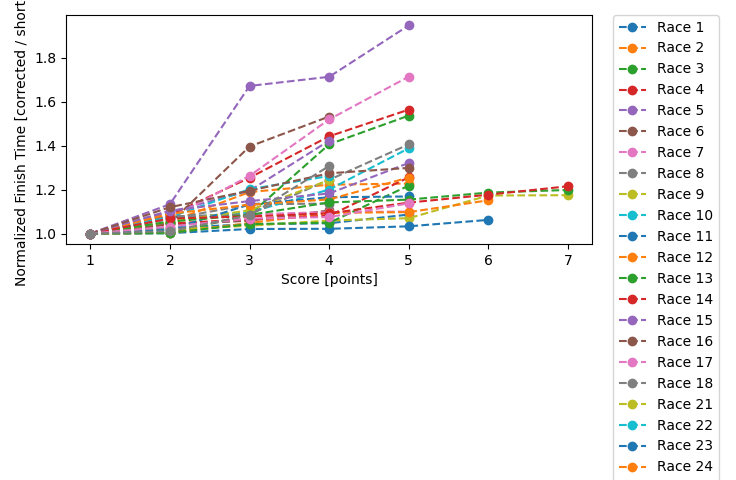 Normalized Finish Time [corrected / short
1.8
1.6
1.4
1.2
1.0
1 2 3 4 5 6 7
Score [points]
Race 1
Race 2
Race 3
Race 4
Race 5
Race 6
Race 7
Race 8
Race 9
Race 10
Race 11
Race 12
Race 13
Race 14
Race 15
Race 16
Race 17
Race 18
Race 21
Race 22
Race 23
Race 24